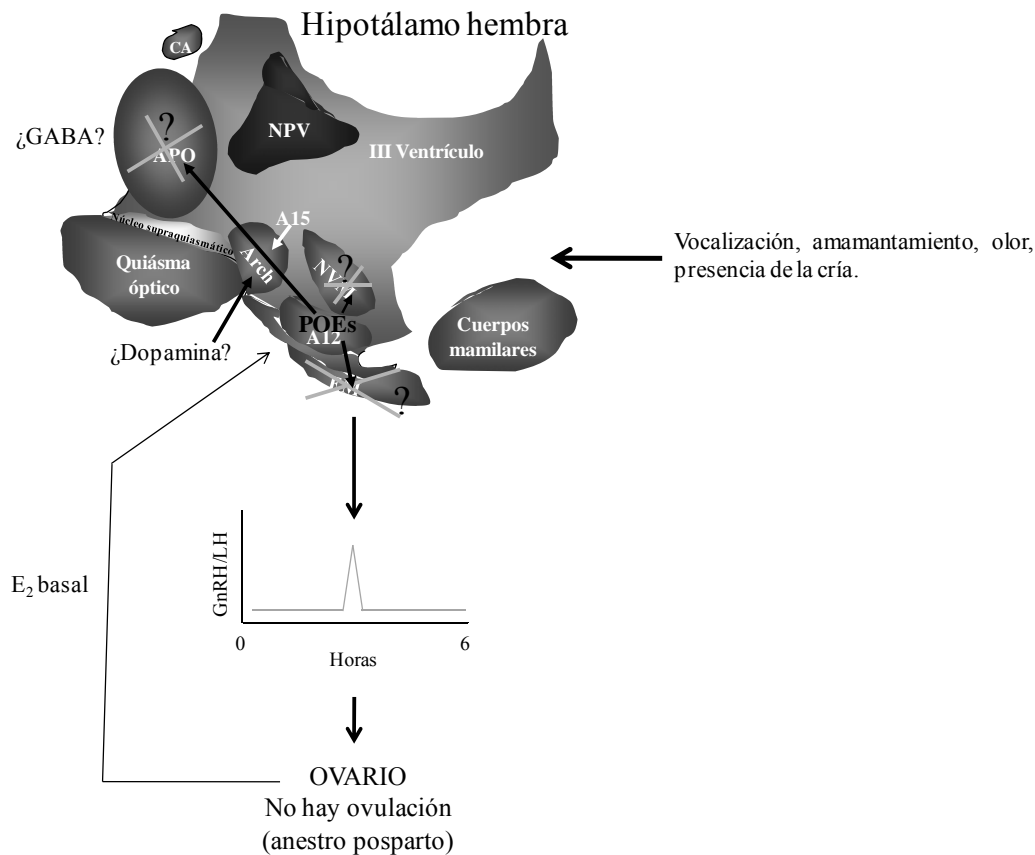 Hipotálamo hembra
CA
¿GABA?
?
APO
NPV
III Ventrículo
A15
Núcleo supraquiasmático
Arch
Quiásma
óptico
?
Vocalización, amamantamiento, olor,
presencia de la cría.
POEs
A12
Cuerpos
mamilares
¿Dopamina?
?
GnRH/LH
E₂ basal
0
6
Horas
OVARIO
No hay ovulación
(anestro posparto)